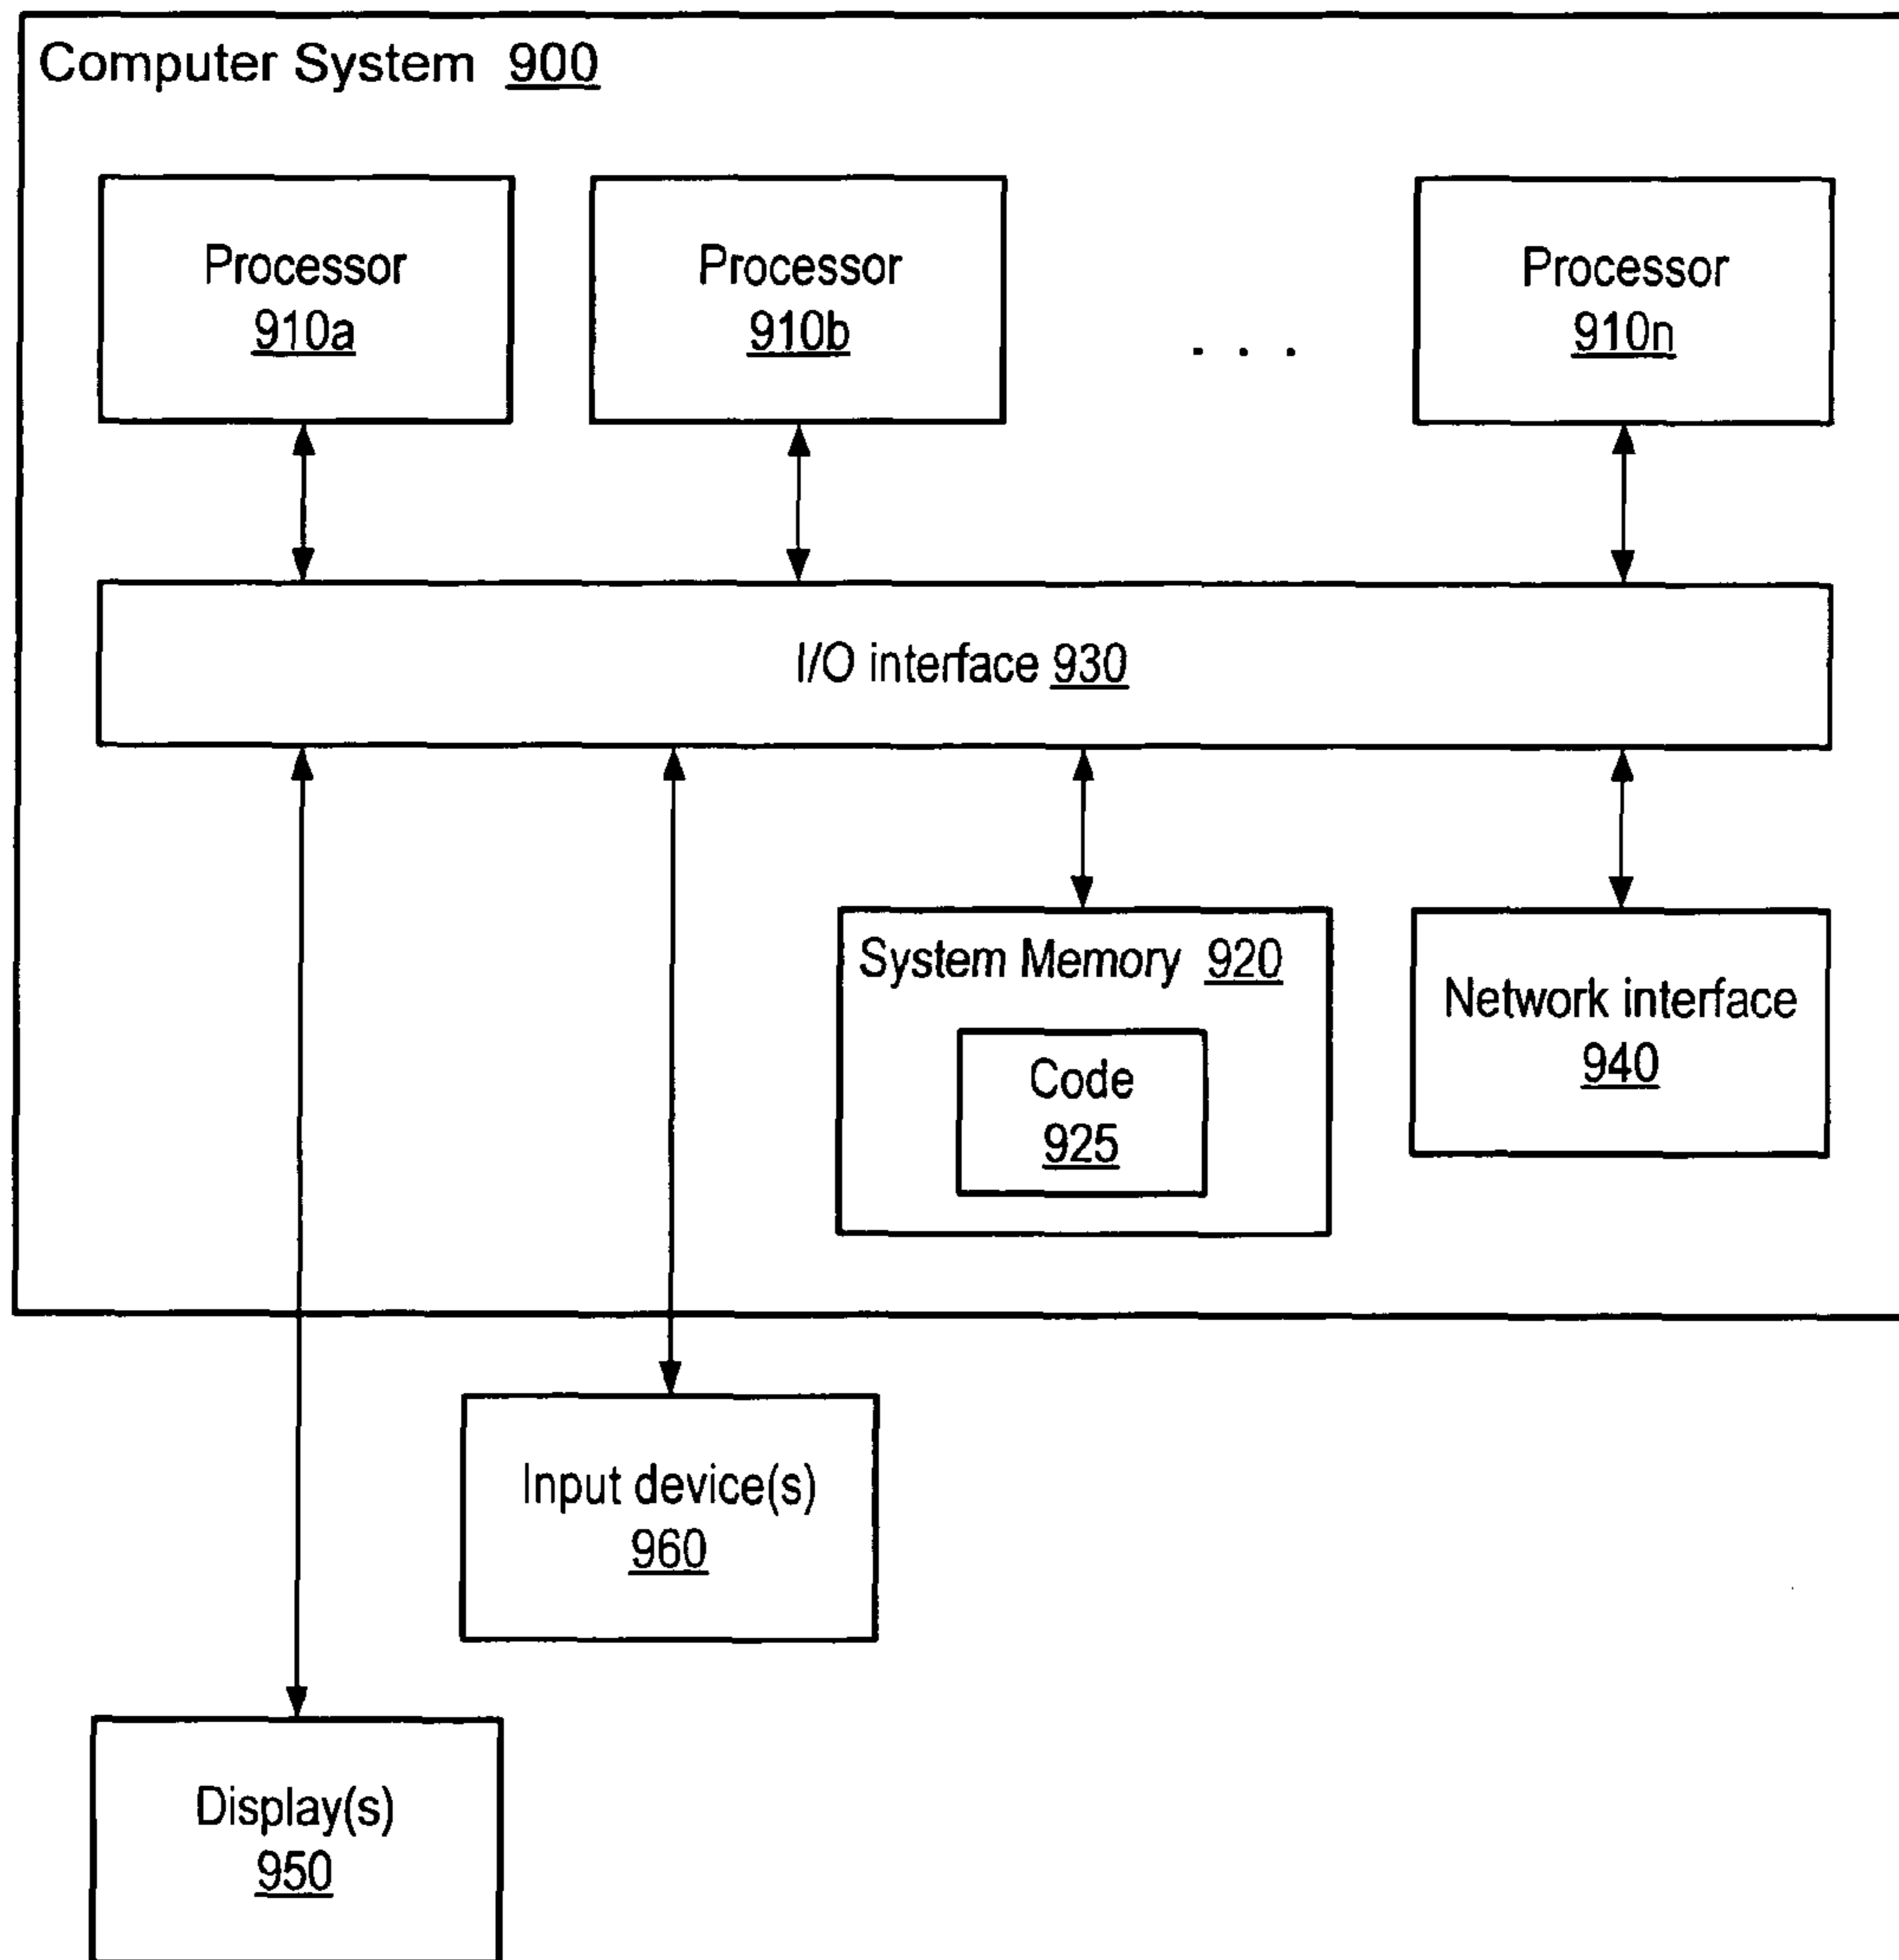 Computer System 900
Processor
910a
Processor
910b
. . .
Processor
910n
I/O interface 930
System Memory 920
Code
925
Network interface
940
Input device(s)
960
Display(s)
950